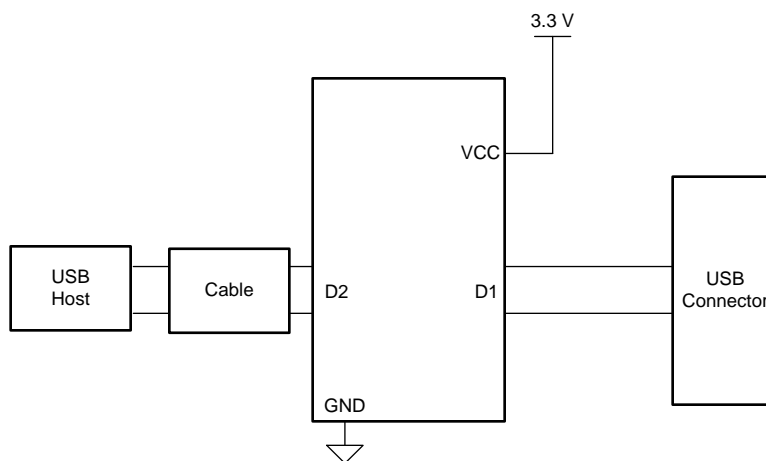 3.3 V
VCC
USB
Host
Cable
D2
D1
USB
Connector
GND